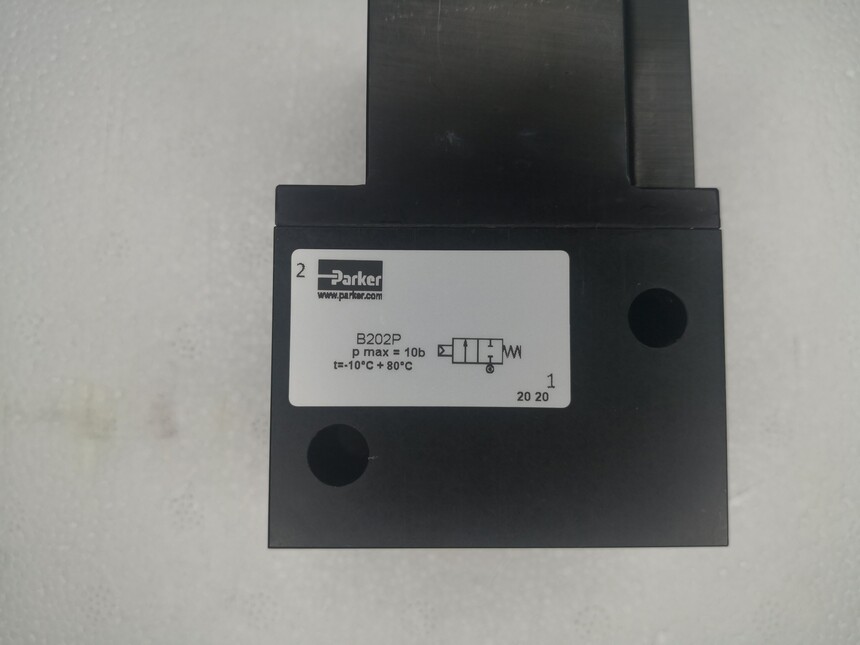 2
Parker
www.parker.com
B202P
p max = 10b
t=-10°C + 80°C
1
20 20